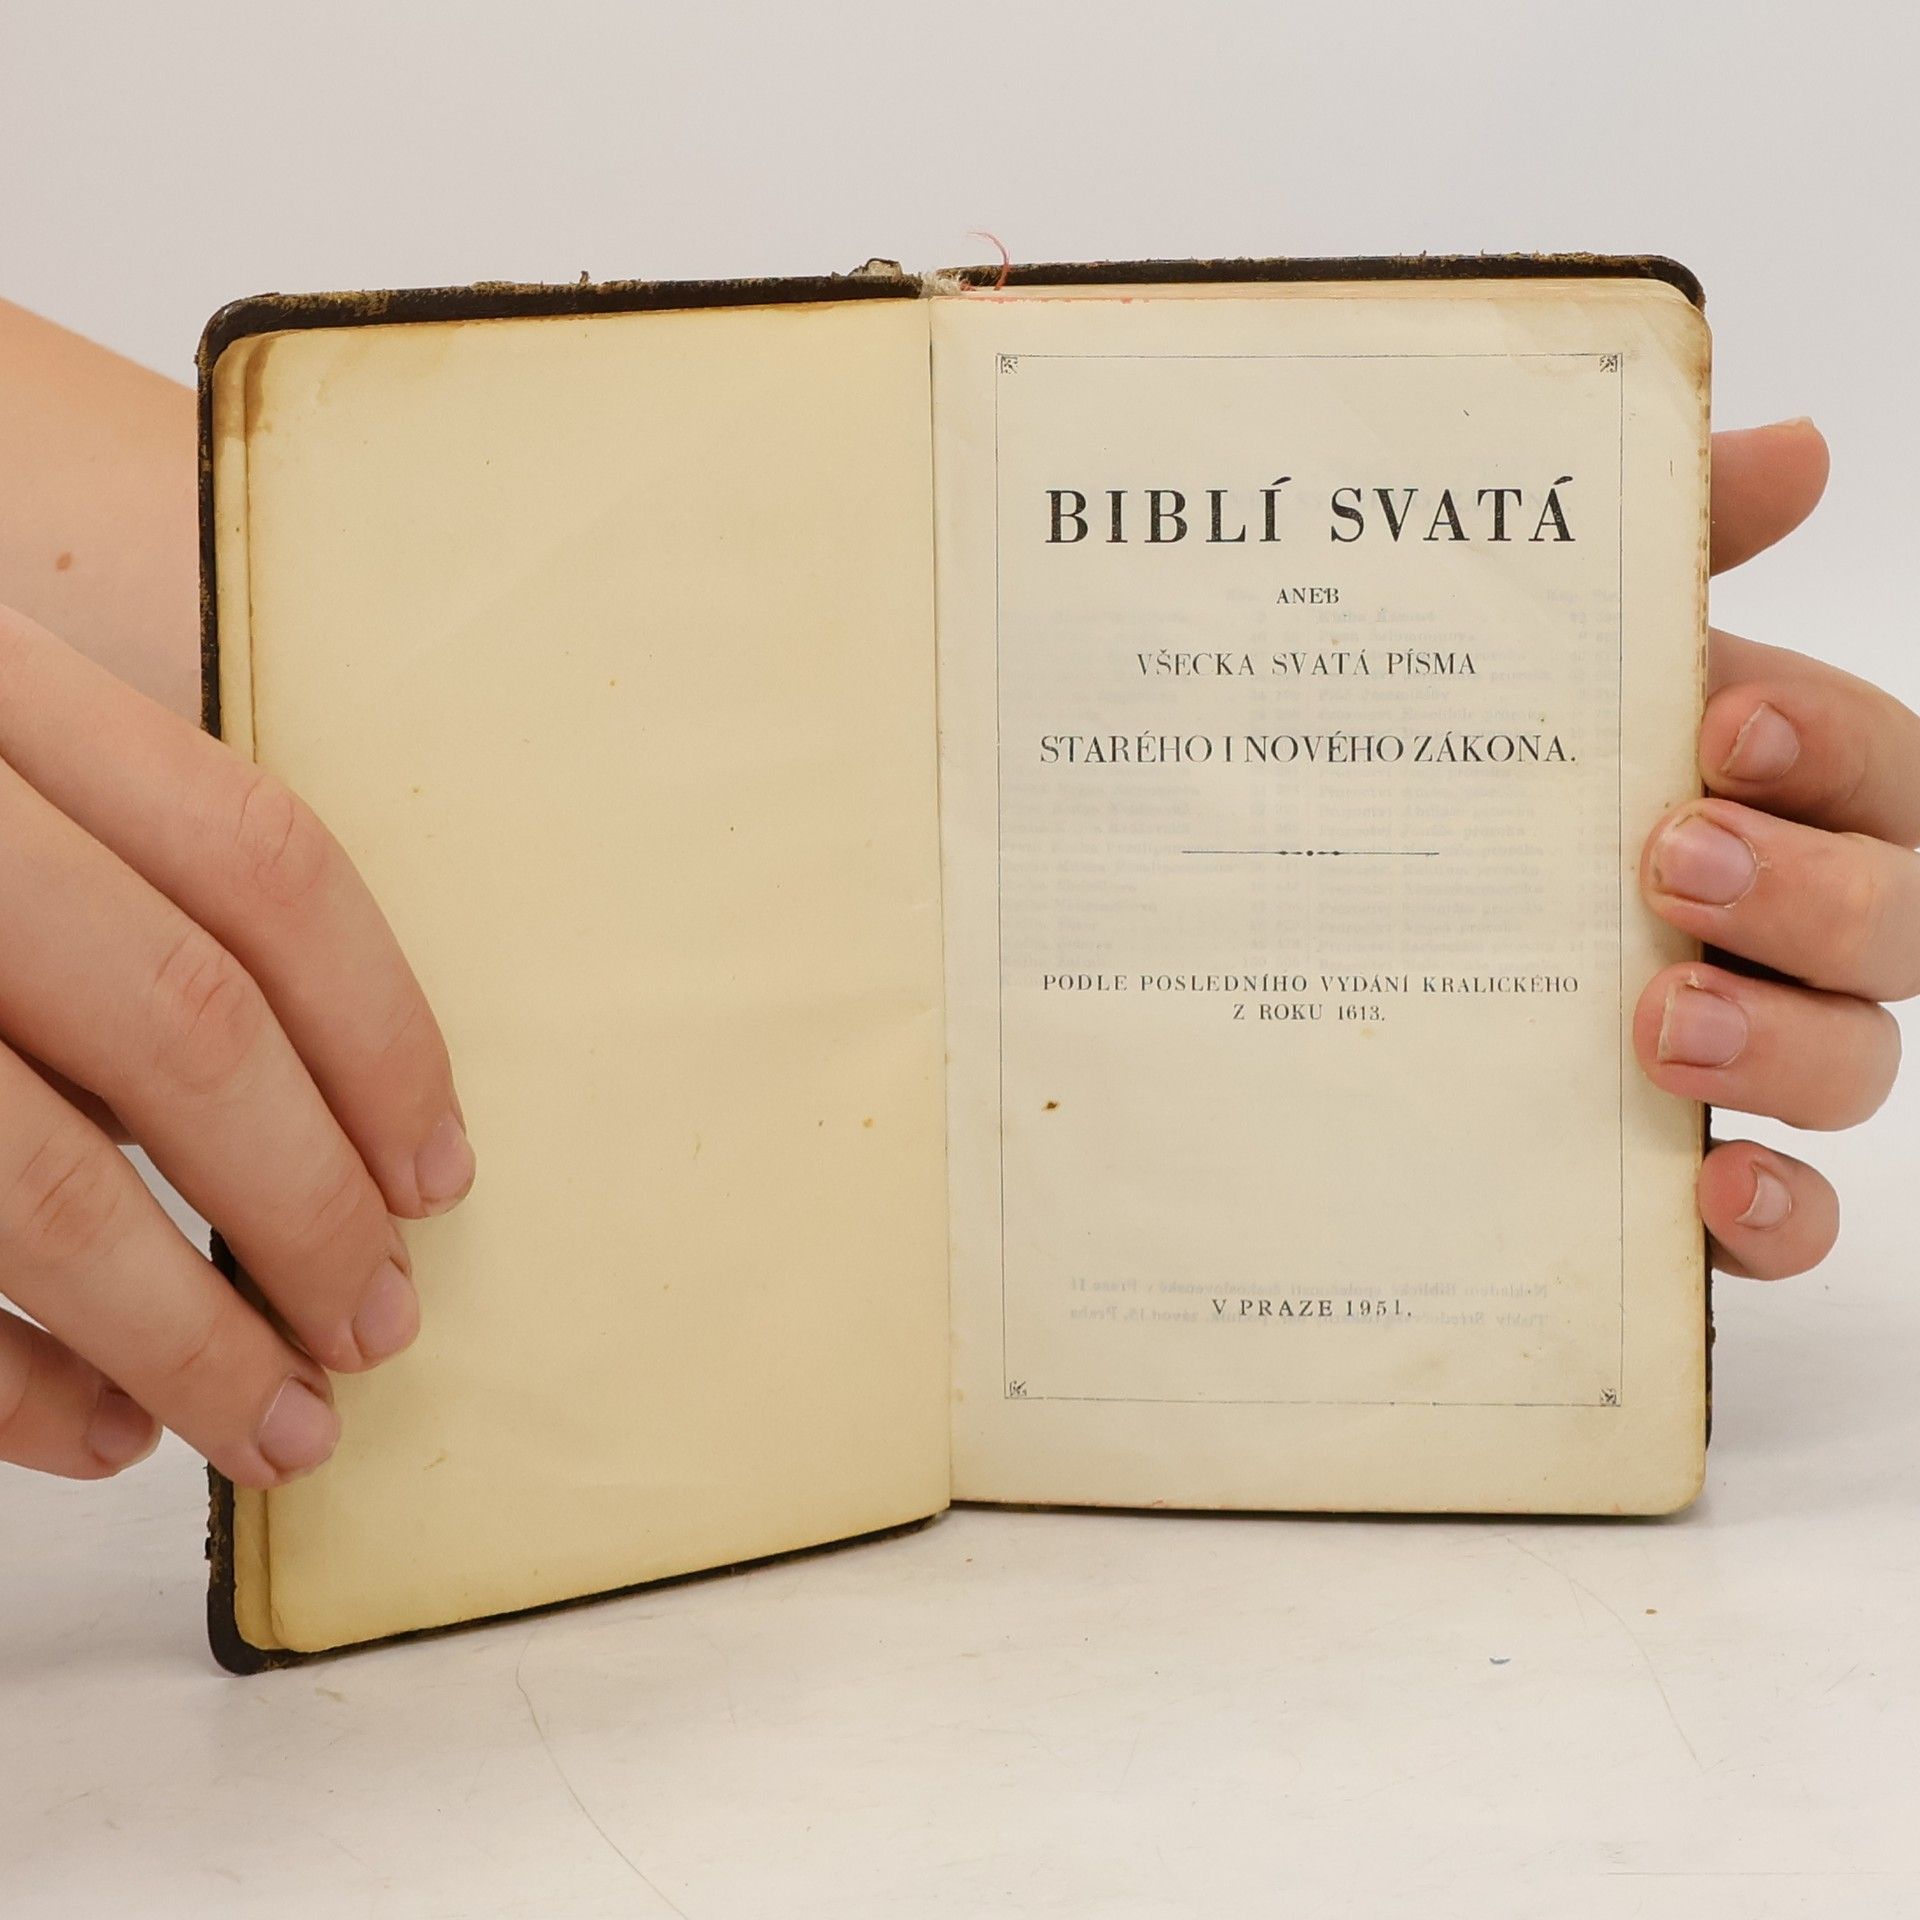 BIBLÍ SVATÁ
ANEB
VŠECKA SVATÁ PÍSMA
STARÉHO I NOVÉHO ZÁKONA.
PODLE POSLEDNÍHO VYDÁNÍ KRALICKÉHO
Z ROKU 1613.
V PRAZE 1951.